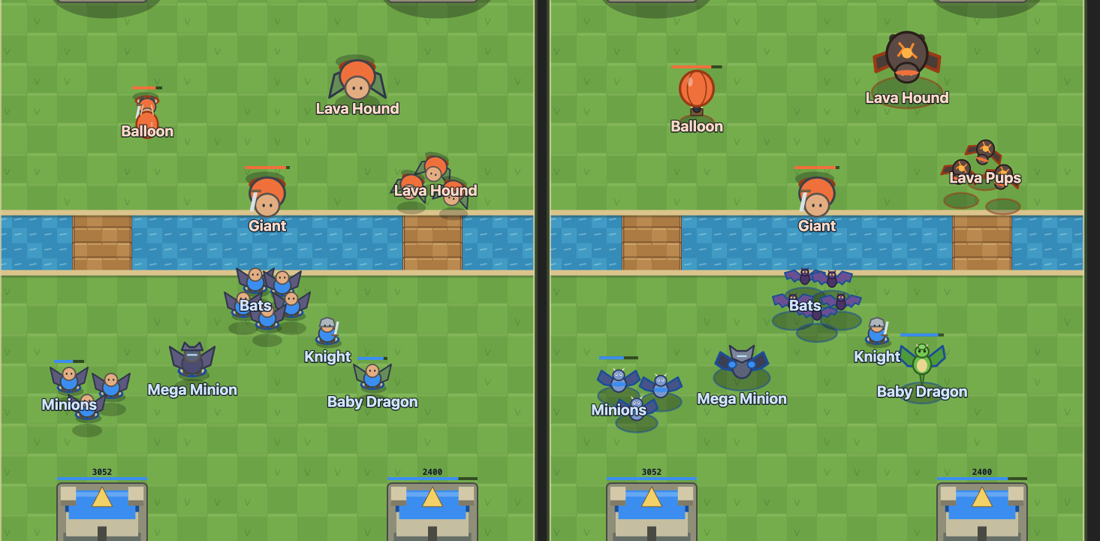 Lava Hound
Balloon
Lava Hound
Giant
Bats
Knight
Mega Minion
Baby Dragon
Minions
3052
2400
Lava Hound
Balloon
Lava Pups
Giant
Bats
Knight
Baby Dragon
Mega Minion
Minions
3052
2400